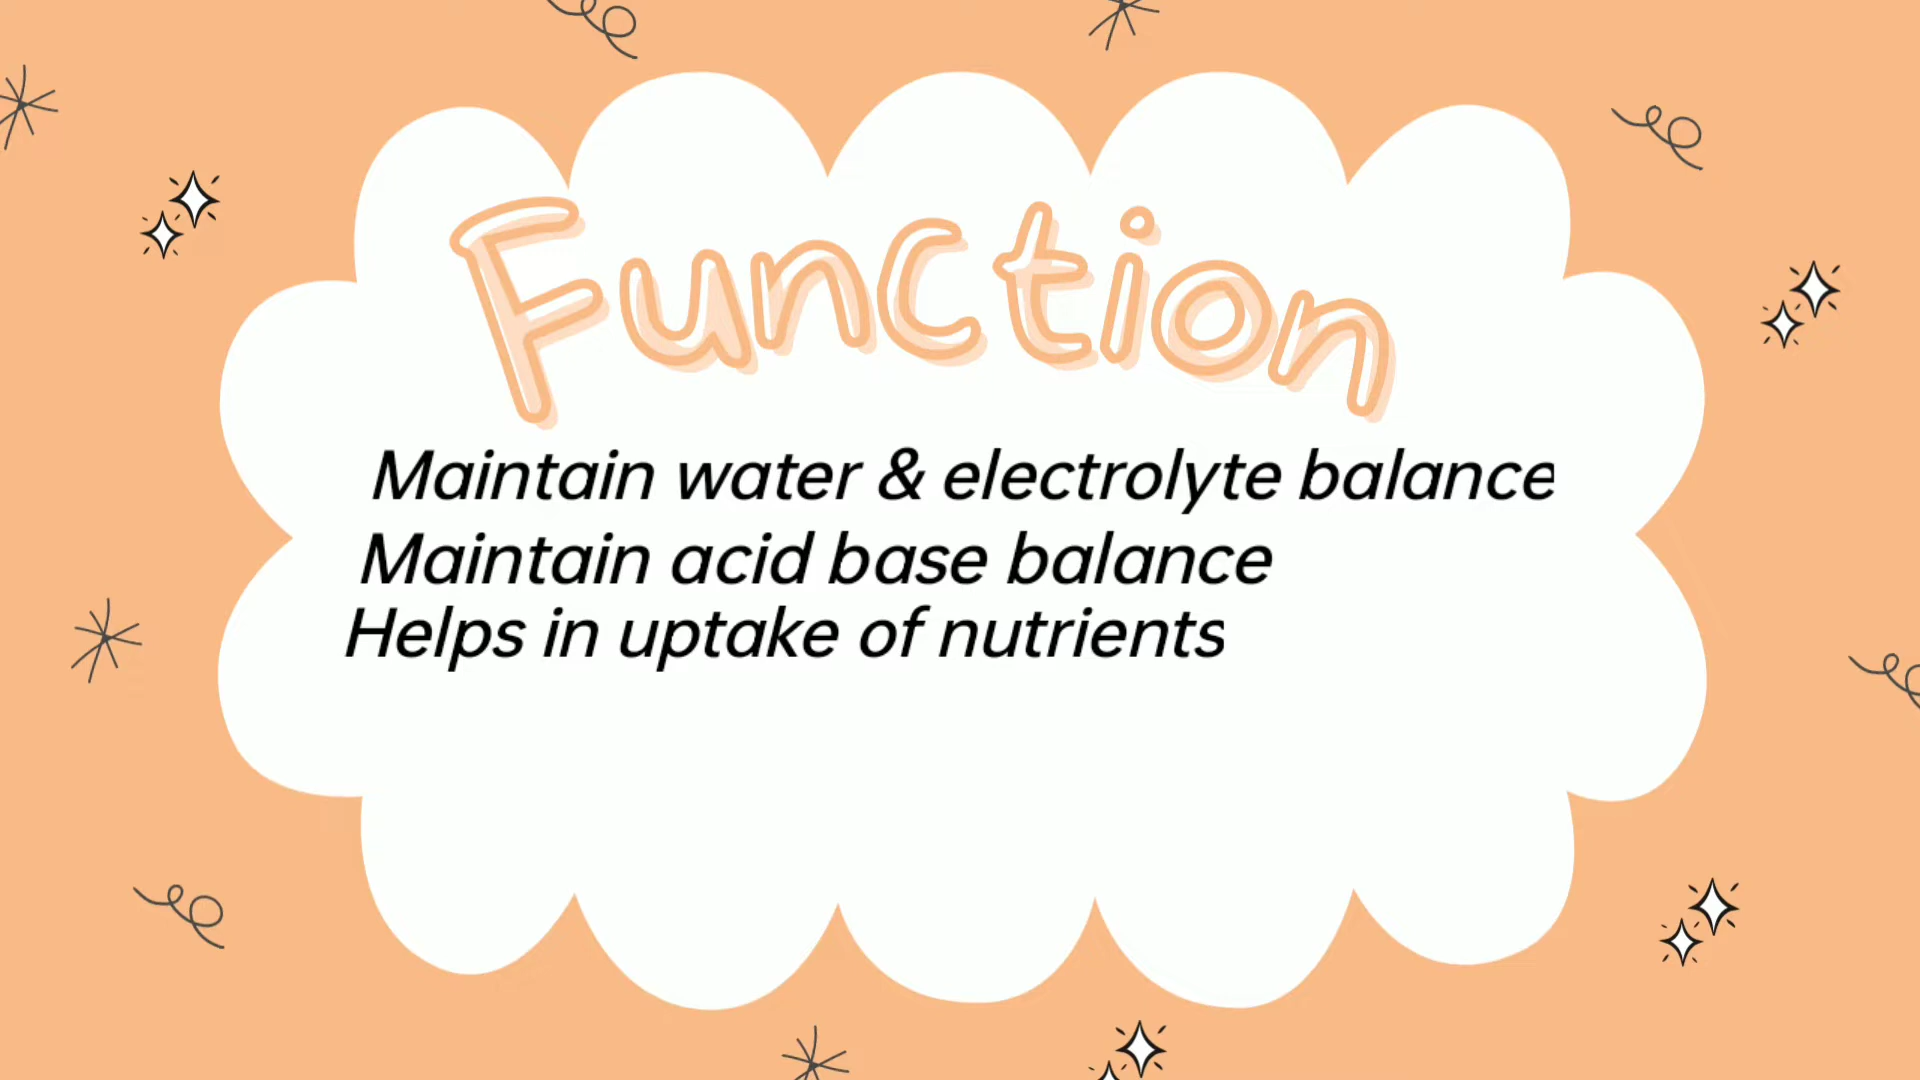 Function
Maintain water & electrolyte balance
Maintain acid base balance
Helps in uptake of nutrients